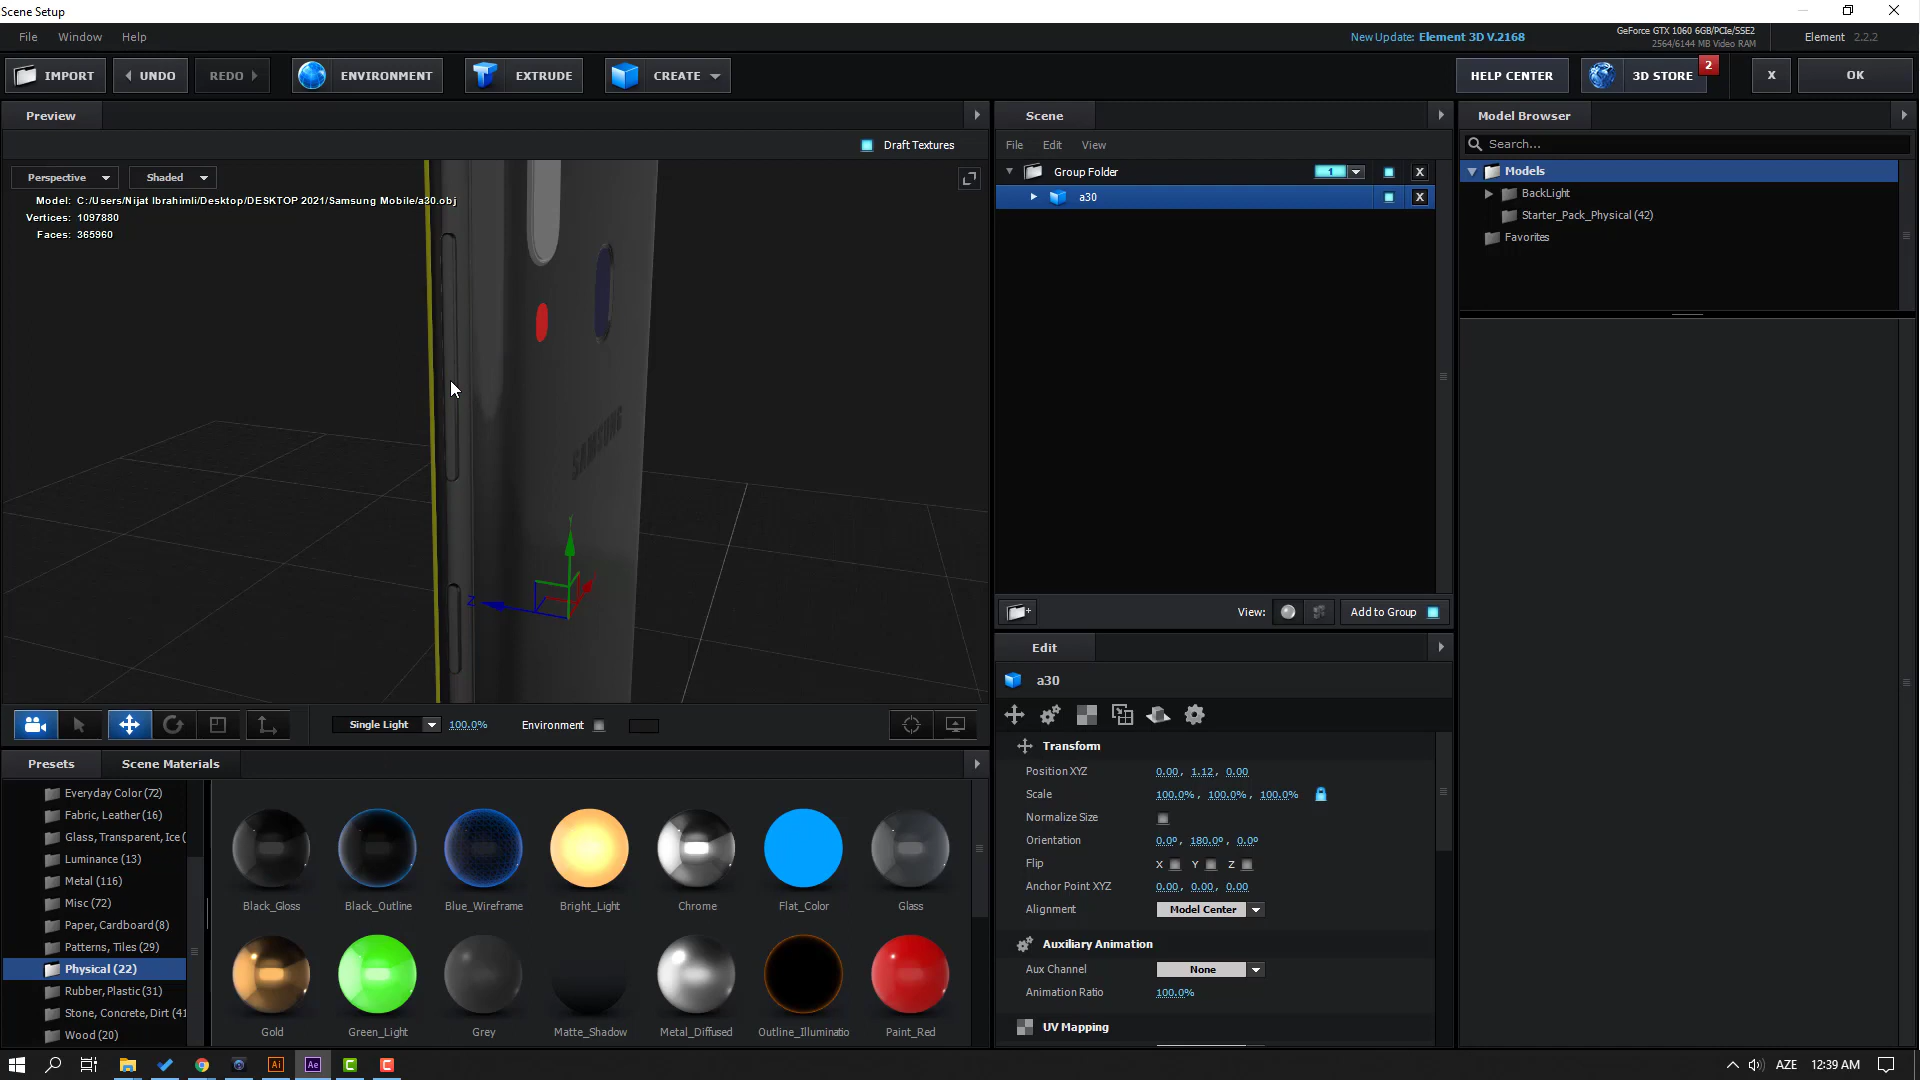 Scene Setup
File Window Help
New Update: Element 3D V.2168
GeForce GTX 1060 6GB/PCIe/SSE2
2564/6144 MB Video RAM
Element 2.2.2
IMPORT UNDO REDO ENVIRONMENT EXTRUDE CREATE HELP CENTER 3D STORE 2 X OK
Preview
Draft Textures
Perspective Shaded
Model: C:/Users/Nijat Ibrahimli/Desktop/DESKTOP 2021/Samsung Mobile/a30.obj
Vertices: 1097880
Faces: 365960
SAMSUNG
Z
Single Light 100.0% Environment
Scene
File Edit View
Group Folder 1 X
a30 X
View: Add to Group
Model Browser
Search...
Models
BackLight
Starter_Pack_Physical (42)
Favorites
Edit
a30
Transform
Position XYZ 0.00, 1.12, 0.00
Scale 100.0%, 100.0%, 100.0%
Normalize Size
Orientation 0.0º, 180.0º, 0.0º
Flip X Y Z
Anchor Point XYZ 0.00, 0.00, 0.00
Alignment Model Center
Auxiliary Animation
Aux Channel None
Animation Ratio 100.0%
UV Mapping
Presets Scene Materials
Everyday Color (72)
Fabric, Leather (16)
Glass, Transparent, Ice (
Luminance (13)
Metal (116)
Misc (72)
Paper, Cardboard (8)
Patterns, Tiles (29)
Physical (22)
Rubber, Plastic (31)
Stone, Concrete, Dirt (41
Wood (20)
Black_Gloss Black_Outline Blue_Wireframe Bright_Light Chrome Flat_Color Glass
Gold Green_Light Grey Matte_Shadow Metal_Diffused Outline_Illuminatio Paint_Red
Ai Ae C C
AZE 12:39 AM